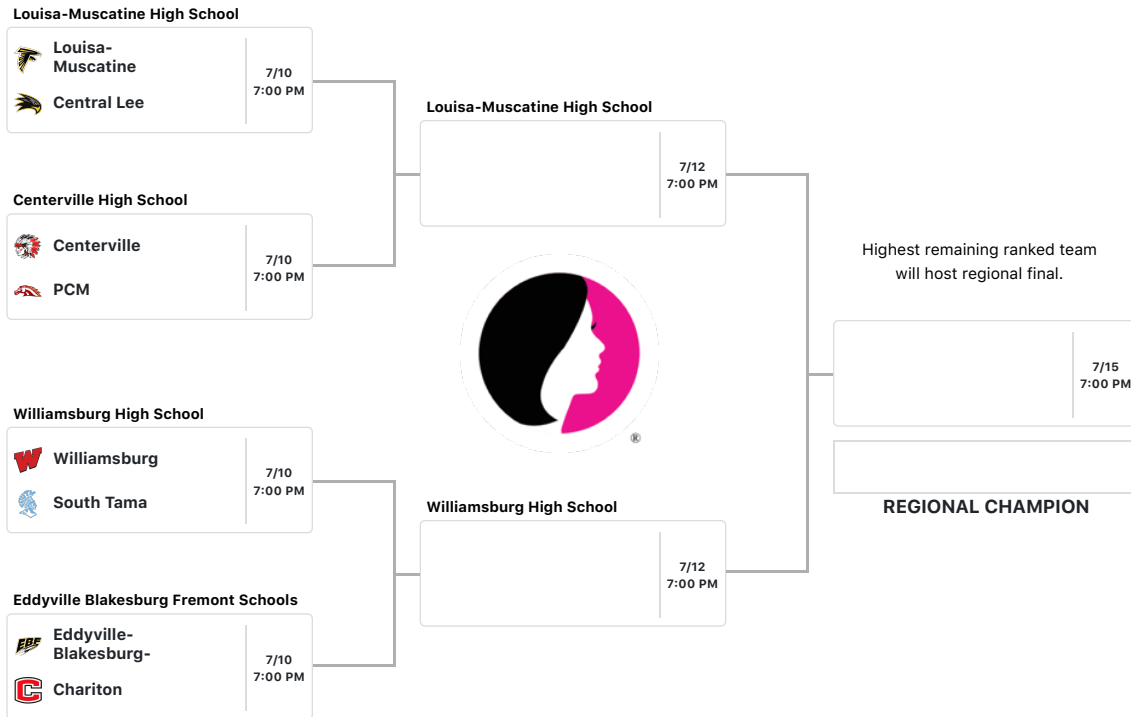 Louisa-Muscatine High School
Louisa-
Muscatine
Central Lee
7/10
7:00 PM
Centerville High School
Centerville
PCM
7/10
7:00 PM
Williamsburg High School
W
Williamsburg
South Tama
7/10
7:00 PM
Eddyville Blakesburg Fremont Schools
EBF
Eddyville-
Blakesburg-
C
Chariton
7/10
7:00 PM
Louisa-Muscatine High School
7/12
7:00 PM
®
Williamsburg High School
7/12
7:00 PM
Highest remaining ranked team
will host regional final.
7/15
7:00 PM
REGIONAL CHAMPION